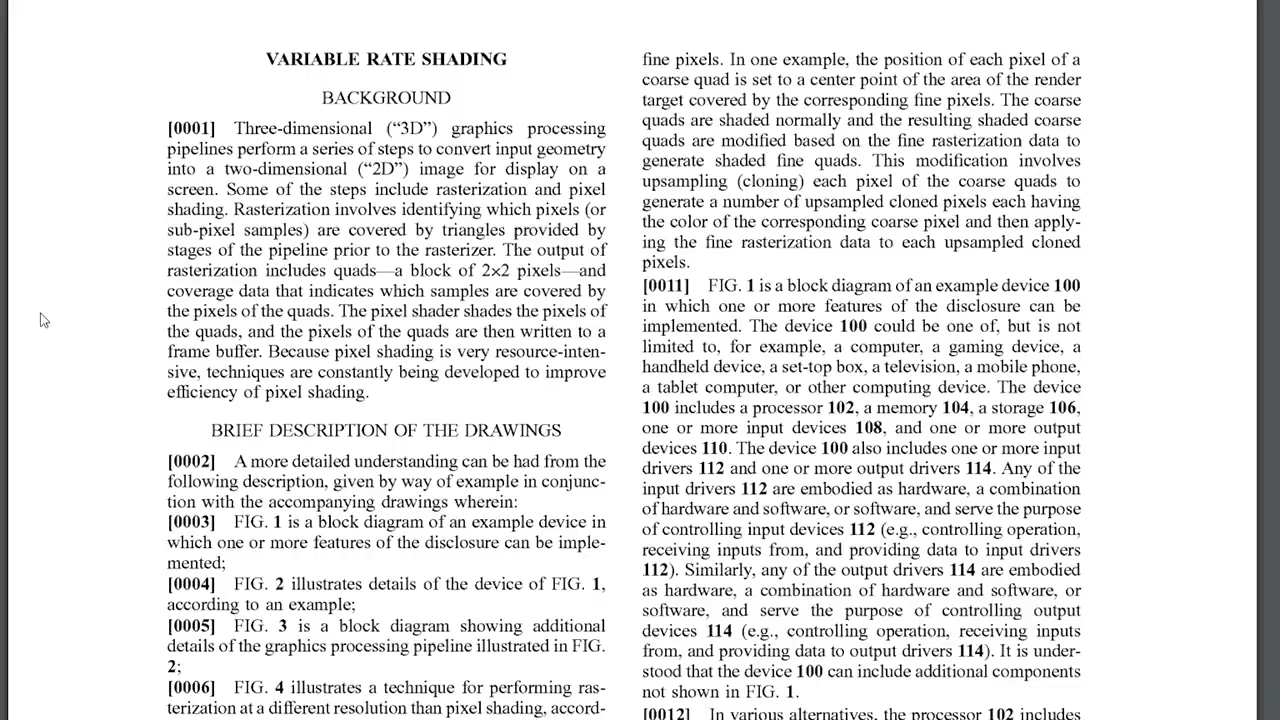 VARIABLE RATE SHADING
BACKGROUND
[0001] Three-dimensional (“3D”) graphics processing
pipelines perform a series of steps to convert input geometry
into a two-dimensional (“2D”) image for display on a
screen. Some of the steps include rasterization and pixel
shading. Rasterization involves identifying which pixels (or
sub-pixel samples) are covered by triangles provided by
stages of the pipeline prior to the rasterizer. The output of
rasterization includes quads—a block of 2×2 pixels—and
coverage data that indicates which samples are covered by
the pixels of the quads. The pixel shader shades the pixels of
the quads, and the pixels of the quads are then written to a
frame buffer. Because pixel shading is very resource-inten-
sive, techniques are constantly being developed to improve
efficiency of pixel shading.
BRIEF DESCRIPTION OF THE DRAWINGS
[0002] A more detailed understanding can be had from the
following description, given by way of example in conjunc-
tion with the accompanying drawings wherein:
[0003] FIG. 1 is a block diagram of an example device in
which one or more features of the disclosure can be imple-
mented;
[0004] FIG. 2 illustrates details of the device of FIG. 1,
according to an example;
[0005] FIG. 3 is a block diagram showing additional
details of the graphics processing pipeline illustrated in FIG.
2;
[0006] FIG. 4 illustrates a technique for performing ras-
terization at a different resolution than pixel shading, accord-
fine pixels. In one example, the position of each pixel of a
coarse quad is set to a center point of the area of the render
target covered by the corresponding fine pixels. The coarse
quads are shaded normally and the resulting shaded coarse
quads are modified based on the fine rasterization data to
generate shaded fine quads. This modification involves
upsampling (cloning) each pixel of the coarse quads to
generate a number of upsampled cloned pixels each having
the color of the corresponding coarse pixel and then apply-
ing the fine rasterization data to each upsampled cloned
pixels.
[0011] FIG. 1 is a block diagram of an example device 100
in which one or more features of the disclosure can be
implemented. The device 100 could be one of, but is not
limited to, for example, a computer, a gaming device, a
handheld device, a set-top box, a television, a mobile phone,
a tablet computer, or other computing device. The device
100 includes a processor 102, a memory 104, a storage 106,
one or more input devices 108, and one or more output
devices 110. The device 100 also includes one or more input
drivers 112 and one or more output drivers 114. Any of the
input drivers 112 are embodied as hardware, a combination
of hardware and software, or software, and serve the purpose
of controlling input devices 112 (e.g., controlling operation,
receiving inputs from, and providing data to input drivers
112). Similarly, any of the output drivers 114 are embodied
as hardware, a combination of hardware and software, or
software, and serve the purpose of controlling output
devices 114 (e.g., controlling operation, receiving inputs
from, and providing data to output drivers 114). It is under-
stood that the device 100 can include additional components
not shown in FIG. 1.
[0012] In various alternatives, the processor 102 includes